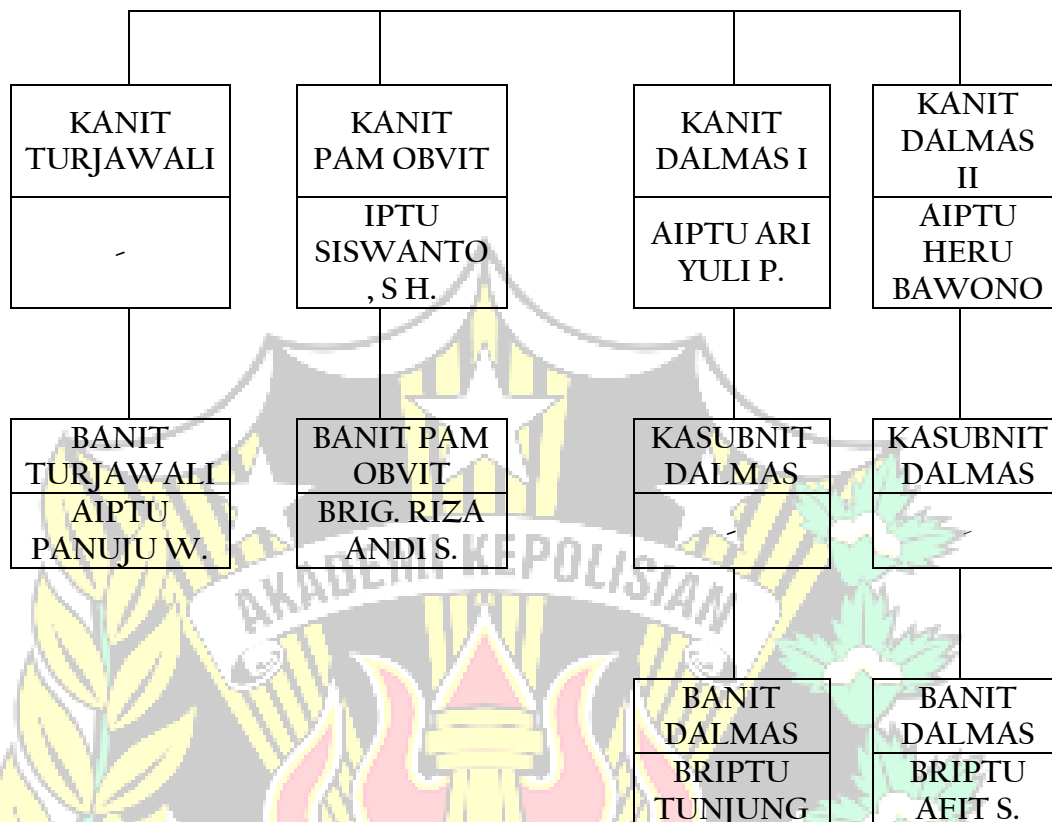 KANIT
TURJAWALI
-
KANIT
PAM OBVIT
IPTU
SISWANTO
, S H.
KANIT
DALMAS I
AIPTU ARI
YULI P.
KANIT
DALMAS
II
AIPTU
HERU
BAWONO
BANIT
TURJAWALI
AIPTU
PANUJU W.
BANIT PAM
OBVIT
BRIG. RIZA
ANDI S.
KASUBNIT
DALMAS
-
KASUBNIT
DALMAS
-
AKADEMI KEPOLISIAN
BANIT
DALMAS
BRIPTU
TUNJUNG
BANIT
DALMAS
BRIPTU
AFIT S.